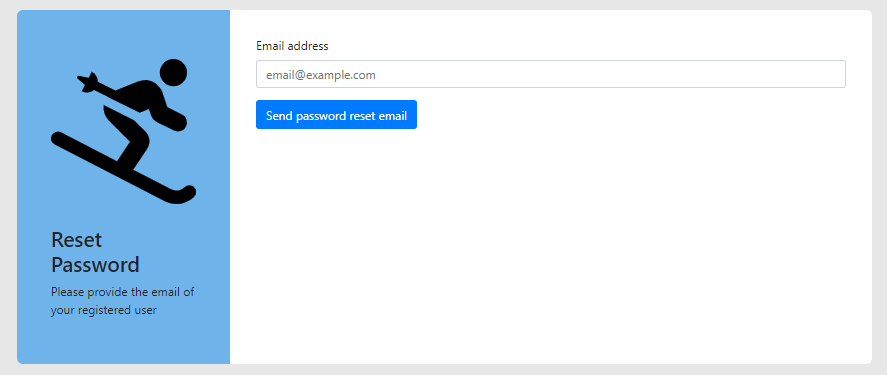 Reset
Password
Please provide the email of
your registered user
Email address
email@example.com
Send password reset email